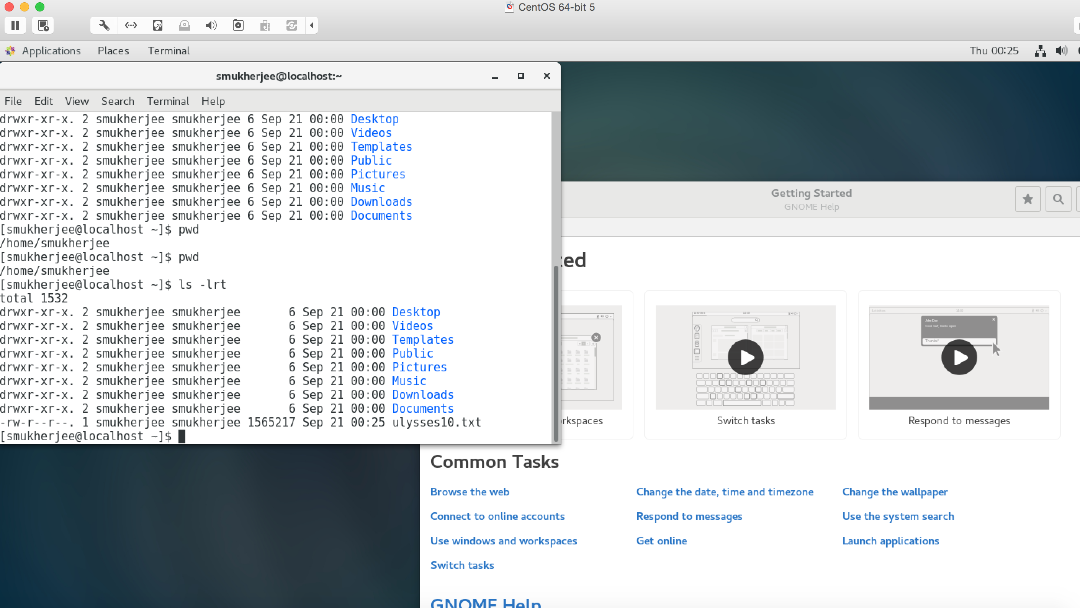 CentOS 64-bit 5
Applications Places Terminal Thu 00:25
smukherjee@localhost:~
File Edit View Search Terminal Help
drwxr-xr-x. 2 smukherjee smukherjee 6 Sep 21 00:00 Desktop
drwxr-xr-x. 2 smukherjee smukherjee 6 Sep 21 00:00 Videos
drwxr-xr-x. 2 smukherjee smukherjee 6 Sep 21 00:00 Templates
drwxr-xr-x. 2 smukherjee smukherjee 6 Sep 21 00:00 Public
drwxr-xr-x. 2 smukherjee smukherjee 6 Sep 21 00:00 Pictures
drwxr-xr-x. 2 smukherjee smukherjee 6 Sep 21 00:00 Music
drwxr-xr-x. 2 smukherjee smukherjee 6 Sep 21 00:00 Downloads
drwxr-xr-x. 2 smukherjee smukherjee 6 Sep 21 00:00 Documents
[smukherjee@localhost ~]$ pwd
/home/smukherjee
[smukherjee@localhost ~]$ pwd
/home/smukherjee
[smukherjee@localhost ~]$ ls -lrt
total 1532
drwxr-xr-x. 2 smukherjee smukherjee 6 Sep 21 00:00 Desktop
drwxr-xr-x. 2 smukherjee smukherjee 6 Sep 21 00:00 Videos
drwxr-xr-x. 2 smukherjee smukherjee 6 Sep 21 00:00 Templates
drwxr-xr-x. 2 smukherjee smukherjee 6 Sep 21 00:00 Public
drwxr-xr-x. 2 smukherjee smukherjee 6 Sep 21 00:00 Pictures
drwxr-xr-x. 2 smukherjee smukherjee 6 Sep 21 00:00 Music
drwxr-xr-x. 2 smukherjee smukherjee 6 Sep 21 00:00 Downloads
drwxr-xr-x. 2 smukherjee smukherjee 6 Sep 21 00:00 Documents
-rw-r--r--. 1 smukherjee smukherjee 1565217 Sep 21 00:25 ulysses10.txt
[smukherjee@localhost ~]$
Getting Started
GNOME Help
ted
rkspaces
Switch tasks
Respond to messages
Common Tasks
Browse the web
Change the date, time and timezone
Change the wallpaper
Connect to online accounts
Respond to messages
Use the system search
Use windows and workspaces
Get online
Launch applications
Switch tasks
GNOME Help